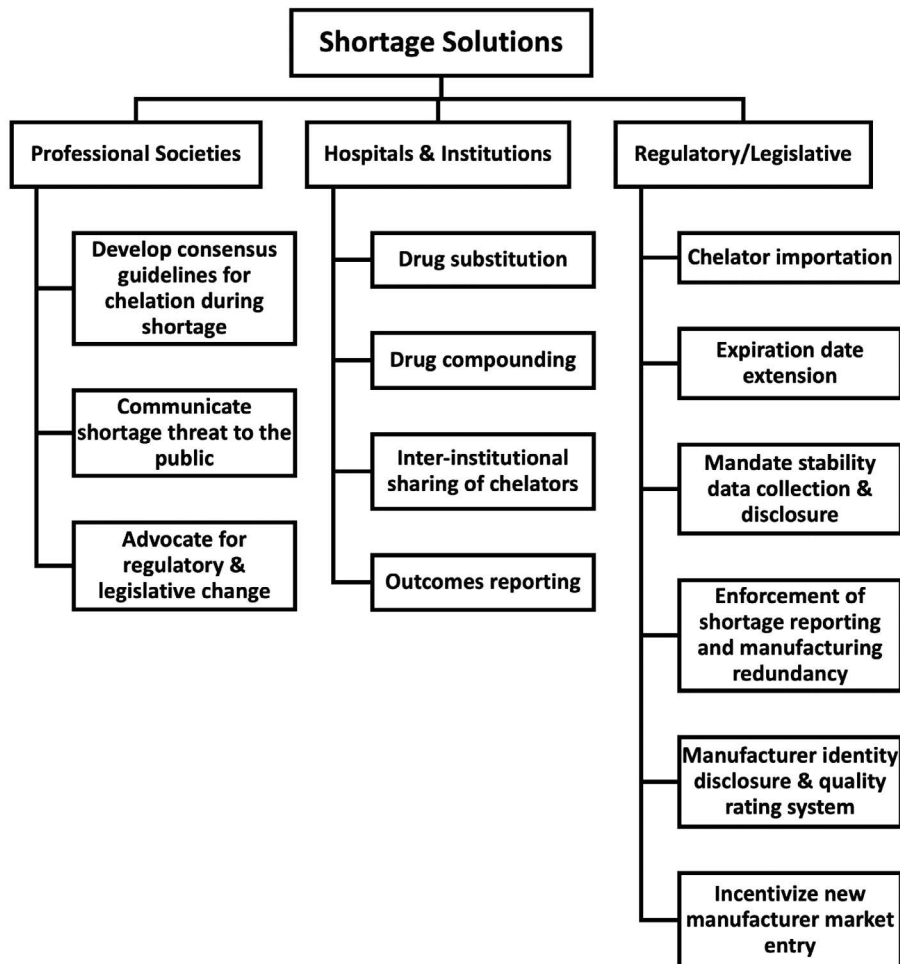 Shortage Solutions
Professional Societies
Develop consensus
guidelines for
chelation during
shortage
Communicate
shortage threat to the
public
Advocate for
regulatory &
legislative change
Hospitals & Institutions
Drug substitution
Drug compounding
Inter-institutional
sharing of chelators
Outcomes reporting
Regulatory/Legislative
Chelator importation
Expiration date
extension
Mandate stability
data collection &
disclosure
Enforcement of
shortage reporting
and manufacturing
redundancy
Manufacturer identity
disclosure & quality
rating system
Incentivize new
manufacturer market
entry